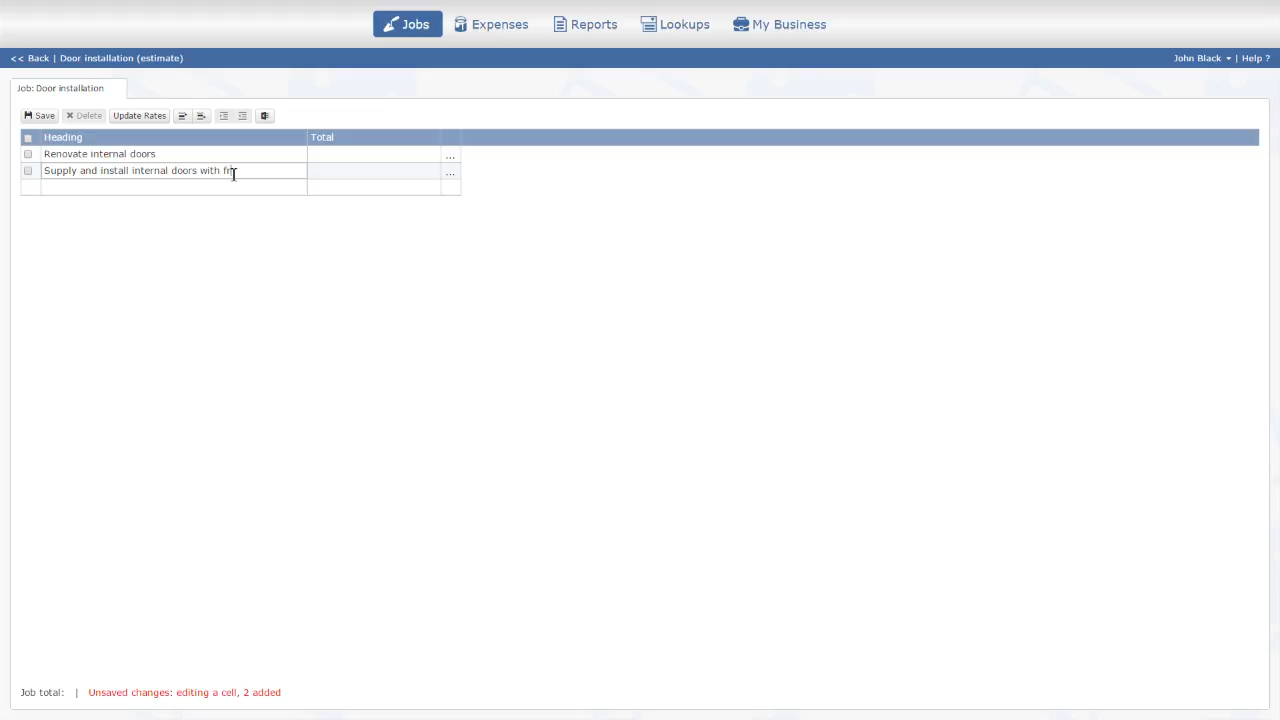 Jobs Expenses Reports Lookups My Business
<< Back | Door installation (estimate) John Black | Help ?
Job: Door installation
Save Delete Update Rates
Heading Total
Renovate internal doors ...
Supply and install internal doors with fr ...
Job total: | Unsaved changes: editing a cell, 2 added